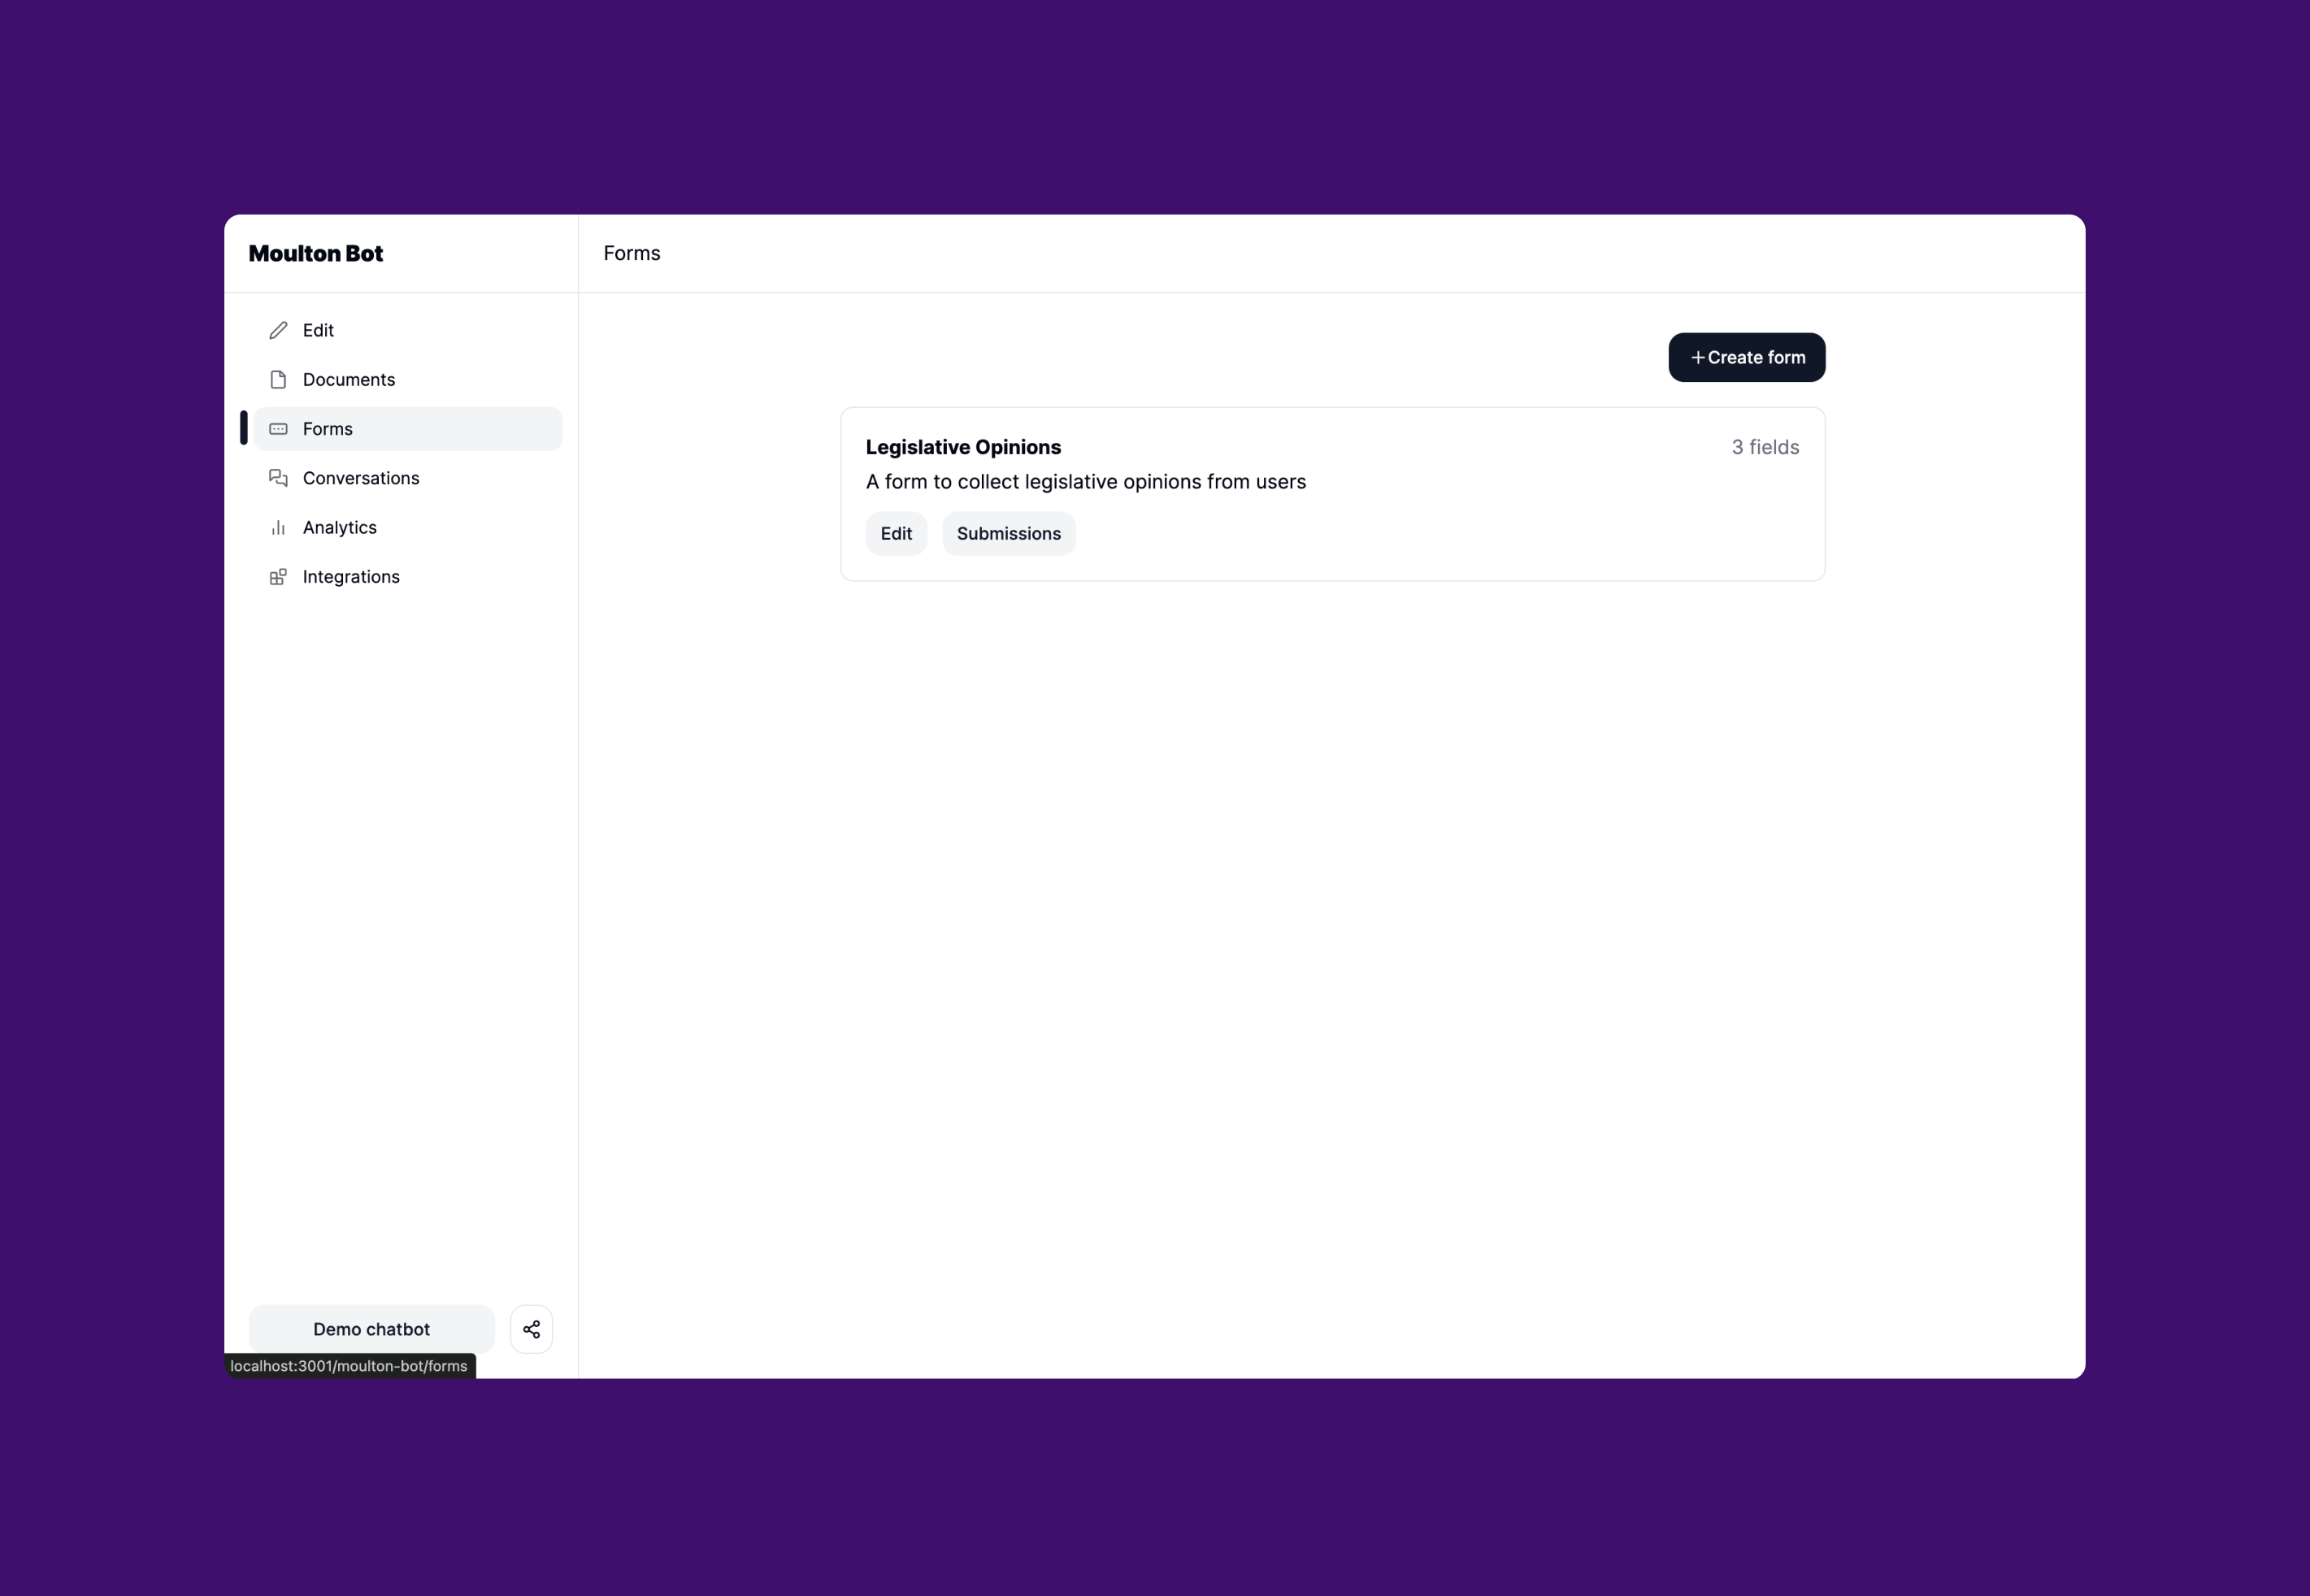 Moulton Bot
Forms
Edit
Documents
Forms
Conversations
Analytics
Integrations
+ Create form
Legislative Opinions
3 fields
A form to collect legislative opinions from users
Edit
Submissions
Demo chatbot
localhost:3001/moulton-bot/forms